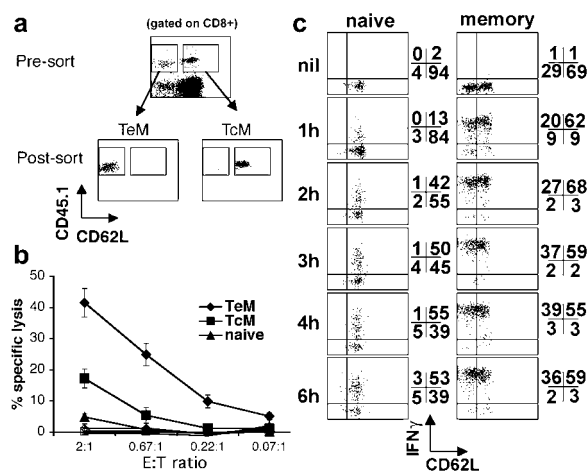 a
(gated on CD8+)
Pre-sort
TeM
TcM
Post-sort
CD45.1
CD62L
b
% specific lysis
50
40
30
20
10
0
2:1
0.67:1
0.22:1
0.07:1
E:T ratio
TeM
TcM
naive
c
naive
memory
nil
0 2
4 94
1 1
29 69
1h
0 13
3 84
20 62
9 9
2h
1 42
2 55
27 68
2 3
3h
1 50
4 45
37 59
2 2
4h
1 55
5 39
39 55
3 3
6h
3 53
5 39
36 59
2 3
IFNγ
CD62L